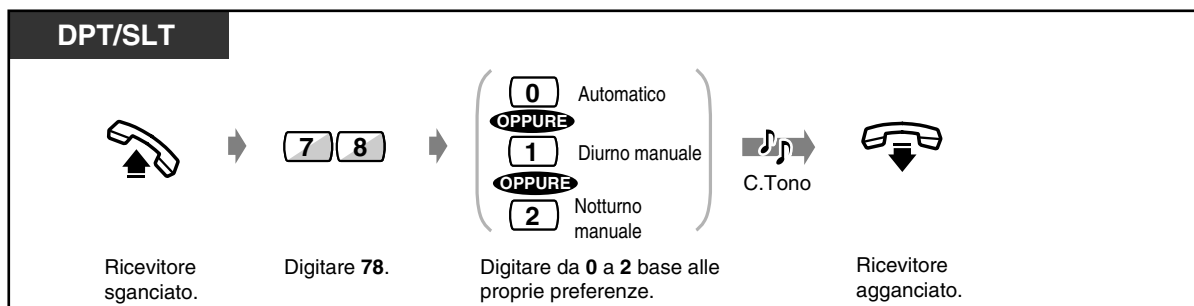 DPT/SLT
0 Automatico
OPPURE
7 8
1 Diurno manuale
C.Tono
OPPURE
2 Notturno
manuale
Ricevitore
sganciato.
Digitare 78.
Digitare da 0 a 2 base alle
proprie preferenze.
Ricevitore
agganciato.